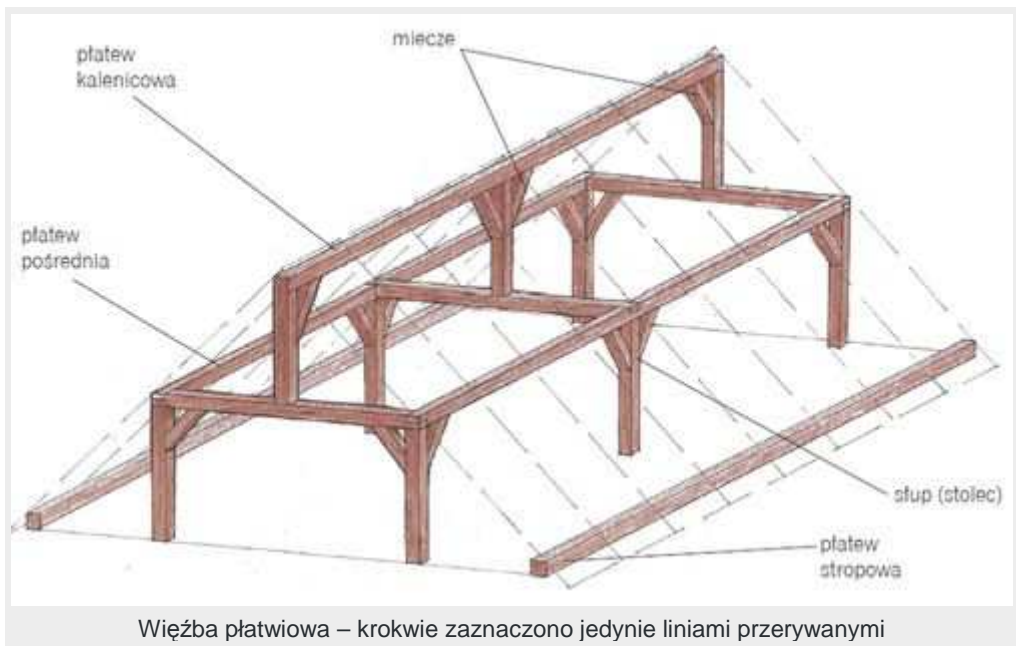 płatew
kalenicowa
miecze
płatew
pośrednia
słup (stolec)
płatew
stropowa
Więźba płatwiowa – krokwie zaznaczono jedynie liniami przerywanymi